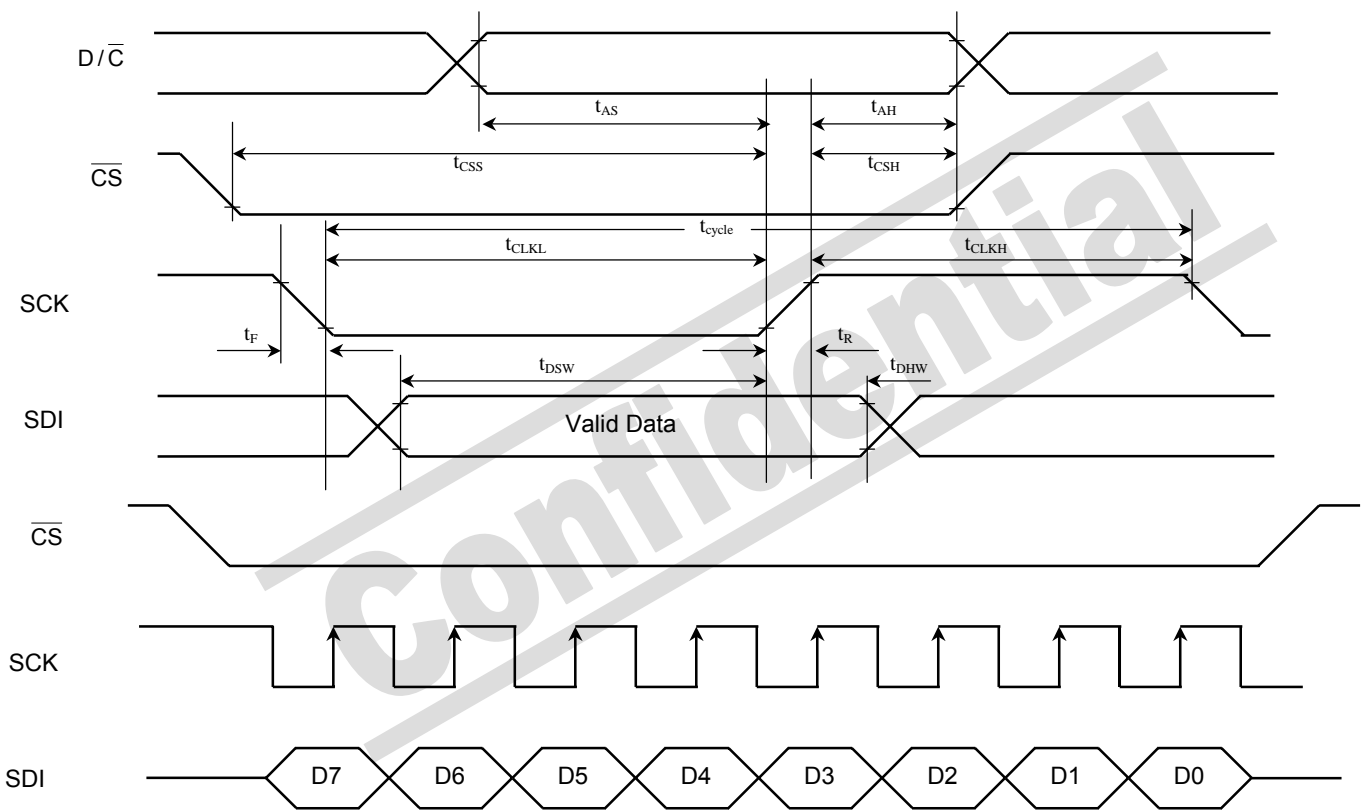 D/C̅
t_AS
t_AH
C̅S̅
t_CSS
t_CSH
t_cycle
t_CLKL
t_CLKH
SCK
t_F
t_R
t_DSW
t_DHW
SDI
Valid Data
C̅S̅
SCK
SDI
D7 D6 D5 D4 D3 D2 D1 D0
Confidential